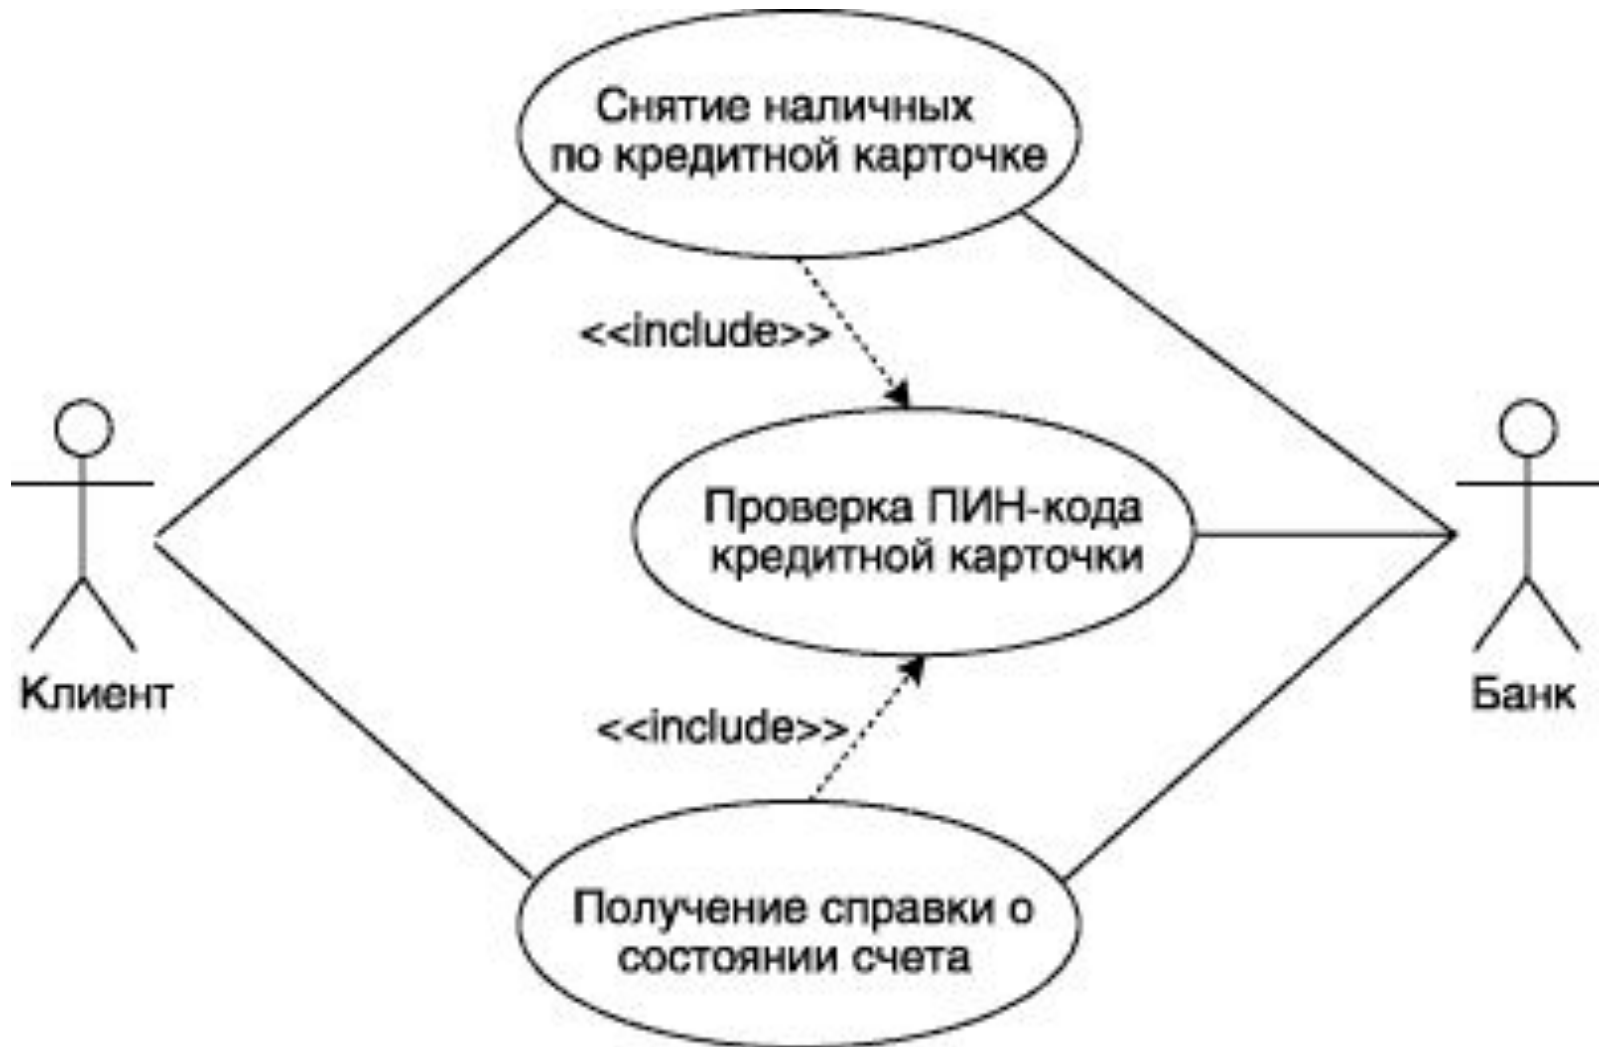 Снятие наличных
по кредитной карточке
<<include>>
Проверка ПИН-кода
кредитной карточки
Клиент
Банк
<<include>>
Получение справки о
состоянии счета